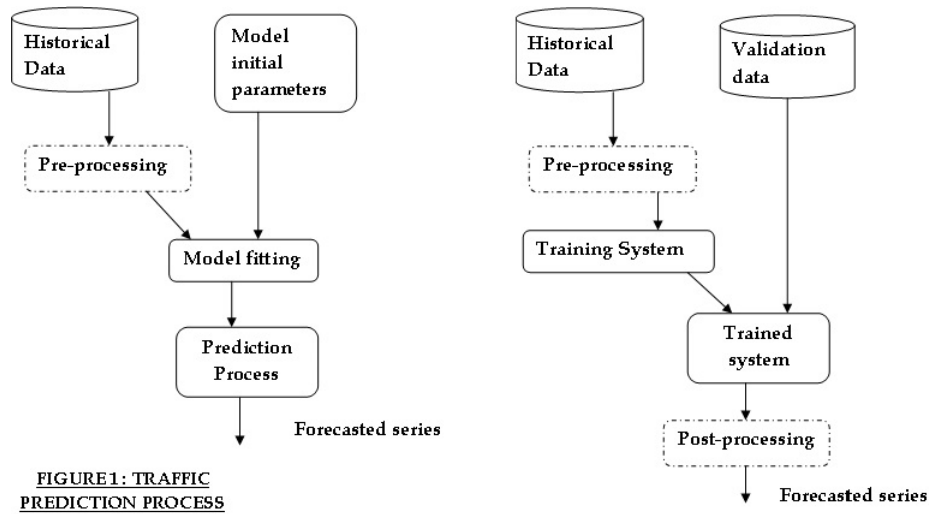 Historical
Data
Model
initial
parameters
Pre-processing
Model fitting
Prediction
Process
Forecasted series
FIGURE1: TRAFFIC
PREDICTION PROCESS
Historical
Data
Validation
data
Pre-processing
Training System
Trained
system
Post-processing
Forecasted series